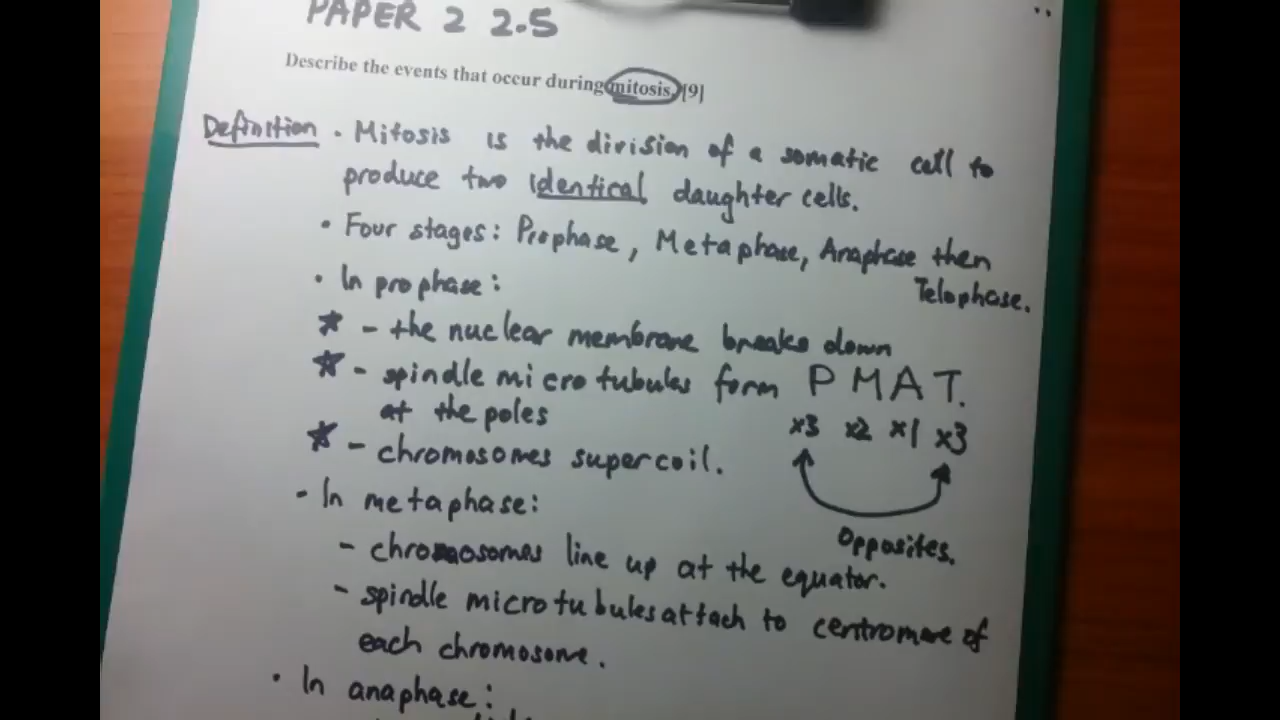 PAPER 2 2.5
Describe the events that occur during mitosis. [9]
Definition • Mitosis is the division of a somatic cell to
produce two identical daughter cells.
• Four stages: Prophase, Metaphase, Anaphase then
Telophase.
• In prophase:
★ - the nuclear membrane breaks down
★ - spindle microtubules form
at the poles
★ - chromosomes supercoil.
PMAT.
x3 x2 x1 x3
Opposites.
- In metaphase:
- chromosomes line up at the equator.
- spindle microtubules attach to centromere of
each chromosome.
• In anaphase: